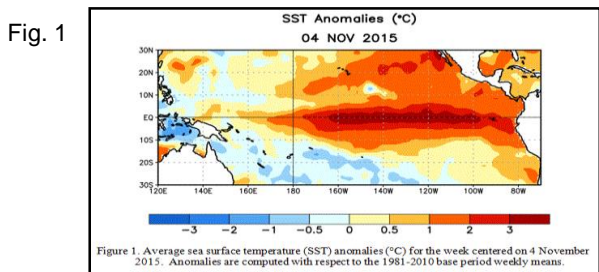 Fig. 1
SST Anomalies (°C)
04 NOV 2015
30N
20N
10N
EQ
10S
20S
30S
120E 140E 160E 180 160W 140W 120W 100W 80W
-3 -2 -1 -0.5 0 0.5 1 2 3
Figure 1. Average sea surface temperature (SST) anomalies (°C) for the week centered on 4 November
2015. Anomalies are computed with respect to the 1981-2010 base period weekly means.